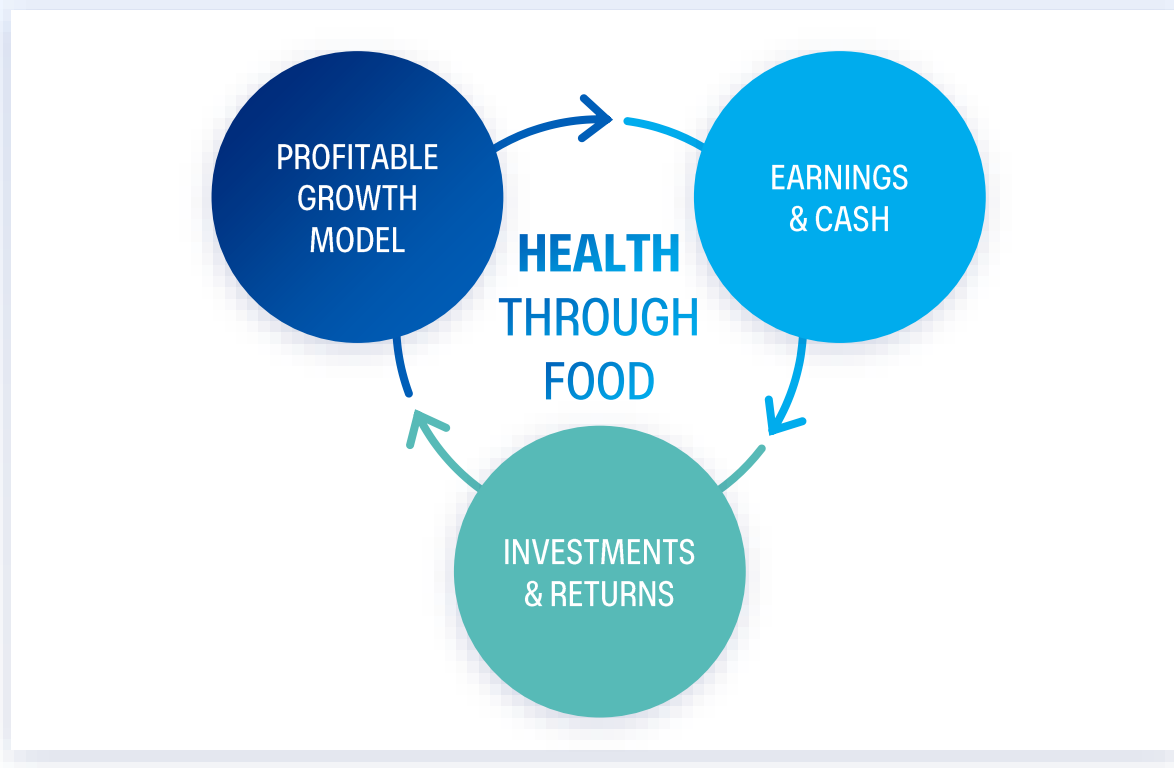 PROFITABLE
GROWTH
MODEL
EARNINGS
& CASH
HEALTH
THROUGH
FOOD
INVESTMENTS
& RETURNS